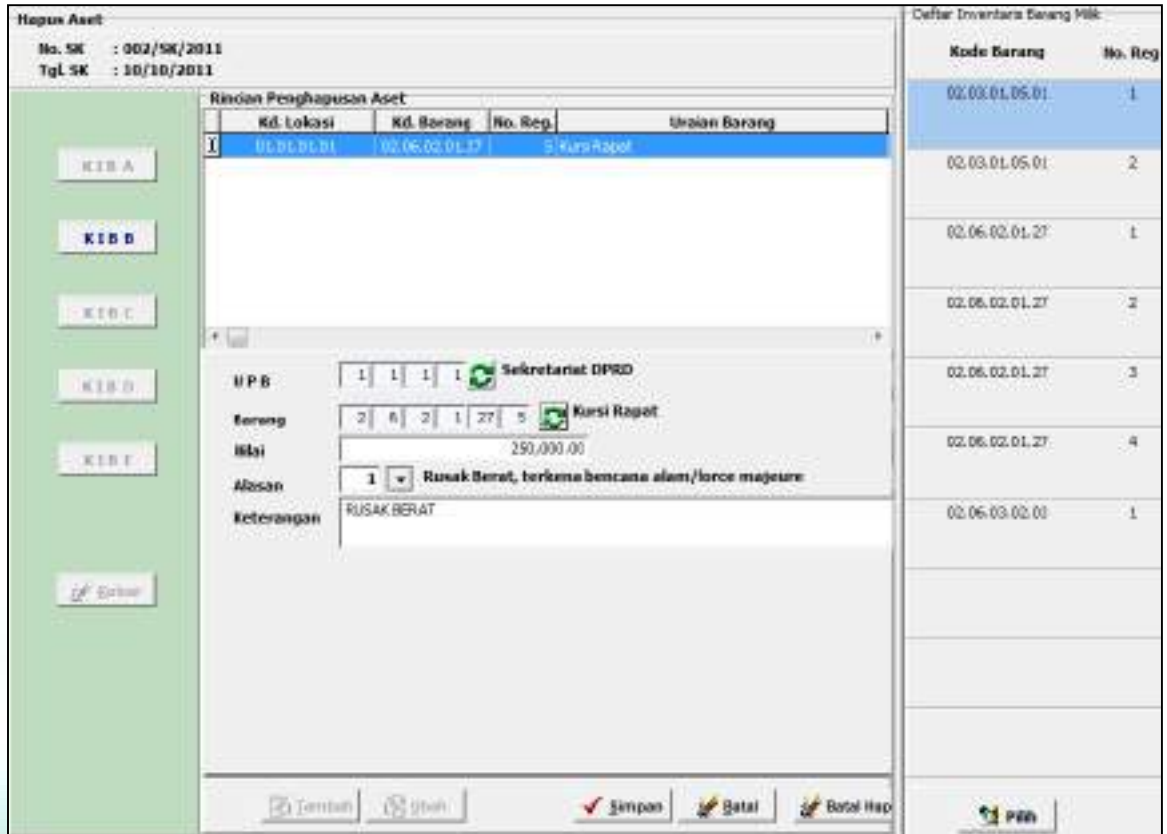 Hapus Aset
No. SK : 002/SK/2011
Tgl. SK : 10/10/2011
Rincian Penghapusan Aset
Kd. Lokasi Kd. Barang No. Reg. Uraian Barang
01.01.01.01 02.06.02.01.27 5 Kursi Rapat
K I B A
K I B B
K I B C
K I B D
K I B E
Keluar
U P B 1 1 1 1 Sekretariat DPRD
Barang 2 6 2 1 27 5 Kursi Rapat
Nilai 250,000.00
Alasan 1 Rusak Berat, terkena bencana alam/force majeure
Keterangan RUSAK BERAT
Tambah Ubah Simpan Batal Batal Hap
Daftar Inventaris Barang Milik
Kode Barang No. Reg
02.03.01.05.01 1
02.03.01.05.01 2
02.06.02.01.27 1
02.06.02.01.27 2
02.06.02.01.27 3
02.06.02.01.27 4
02.06.03.02.03 1
Pilih